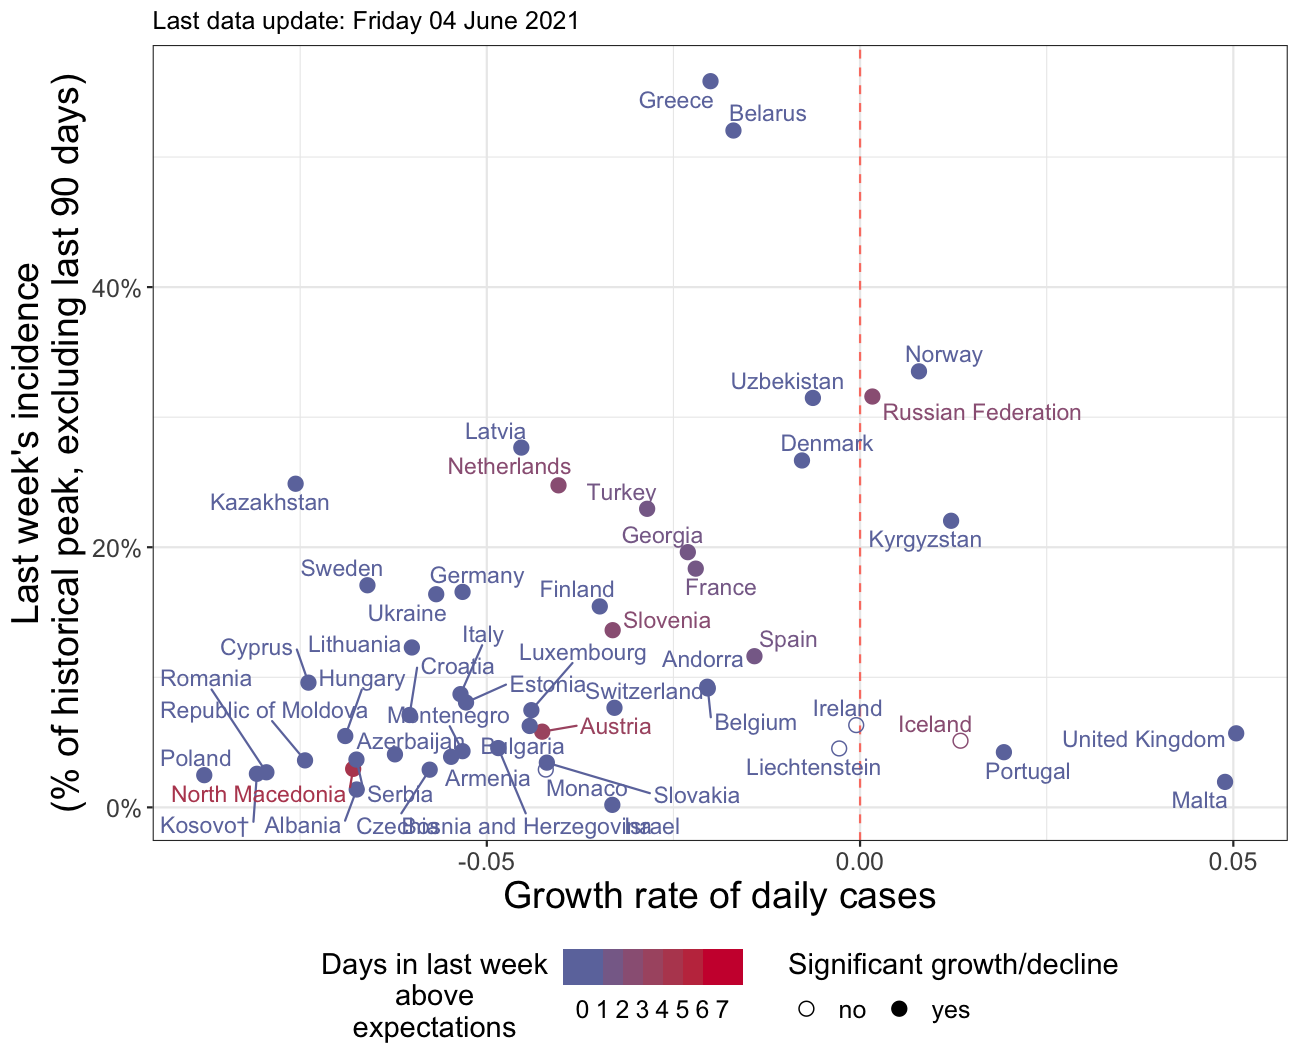 Last data update: Friday 04 June 2021
Last week's incidence
(% of historical peak, excluding last 90 days)
40%
20%
0%
Greece
Belarus
Norway
Uzbekistan
Russian Federation
Latvia
Denmark
Netherlands
Turkey
Kazakhstan
Georgia
Kyrgyzstan
Sweden
Germany
Finland
France
Ukraine
Slovenia
Italy
Spain
Cyprus
Lithuania
Luxembourg
Andorra
Croatia
Romania
Hungary
Estonia
Switzerland
Republic of Moldova
Montenegro
Belgium
Ireland
Iceland
Austria
Azerbaijan
Bulgaria
United Kingdom
Poland
Liechtenstein
Portugal
Armenia
Monaco
North Macedonia
Serbia
Slovakia
Malta
Kosovo†
Albania
Czechia
Bosnia and Herzegovina
Israel
-0.05
0.00
0.05
Growth rate of daily cases
Days in last week
above
expectations
0 1 2 3 4 5 6 7
Significant growth/decline
no
yes